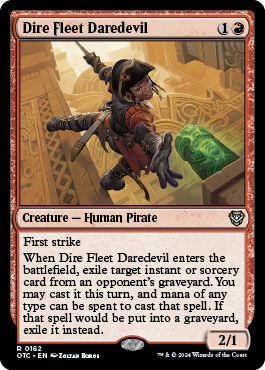 Dire Fleet Daredevil 1
Creature — Human Pirate
First strike
When Dire Fleet Daredevil enters the
battlefield, exile target instant or sorcery
card from an opponent's graveyard. You
may cast it this turn, and mana of any
type can be spent to cast that spell. If
that spell would be put into a graveyard,
exile it instead.
2/1
R 0162
OTC • EN Zoltan Boros
™ & © 2024 Wizards of the Coast